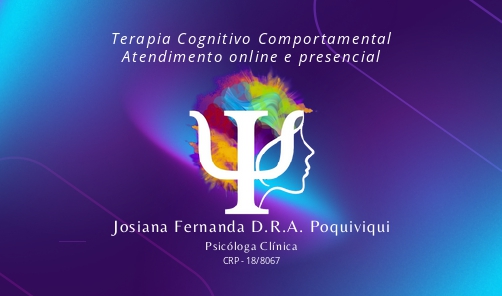 Terapia Cognitivo Comportamental
Atendimento online e presencial
Josiana Fernanda D.R.A. Poquiviqui
Psicóloga Clínica
CRP - 18/8067